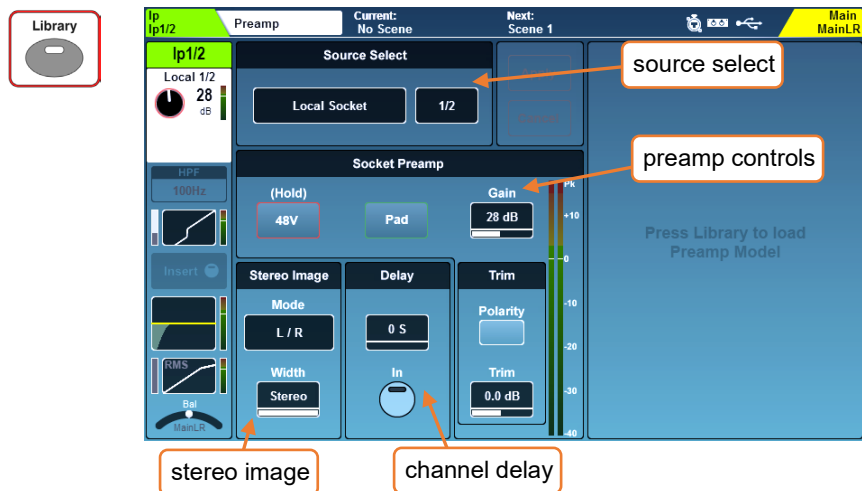 Library
Ip
Ip1/2
Preamp
Current:
No Scene
Next:
Scene 1
Main
MainLR
Ip1/2
Local 1/2
28
dB
HPF
100Hz
Insert
RMS
Bal
MainLR
Source Select
Local Socket
1/2
source select
Socket Preamp
preamp controls
(Hold)
48V
Pad
Gain
28 dB
Pk
+10
0
-10
-20
-30
-40
Press Library to load
Preamp Model
Stereo Image
Mode
L / R
Width
Stereo
Delay
0 S
In
Trim
Polarity
Trim
0.0 dB
stereo image
channel delay